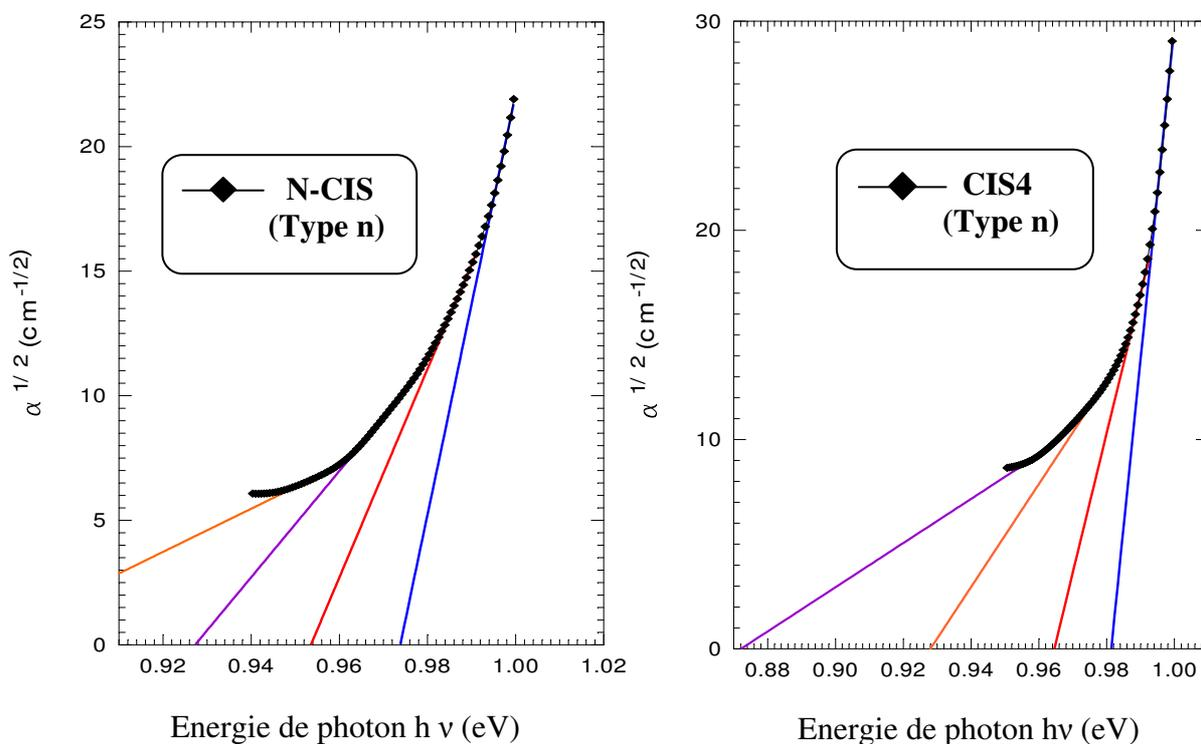 25
20
15
10
5
0
0.92 0.94 0.96 0.98 1.00 1.02
α 1/2 (cm-1/2)
Energie de photon h ν (eV)
N-CIS
(Type n)
30
20
10
0
0.88 0.90 0.92 0.94 0.96 0.98 1.00
α 1/2 (cm-1/2)
Energie de photon hν (eV)
CIS4
(Type n)